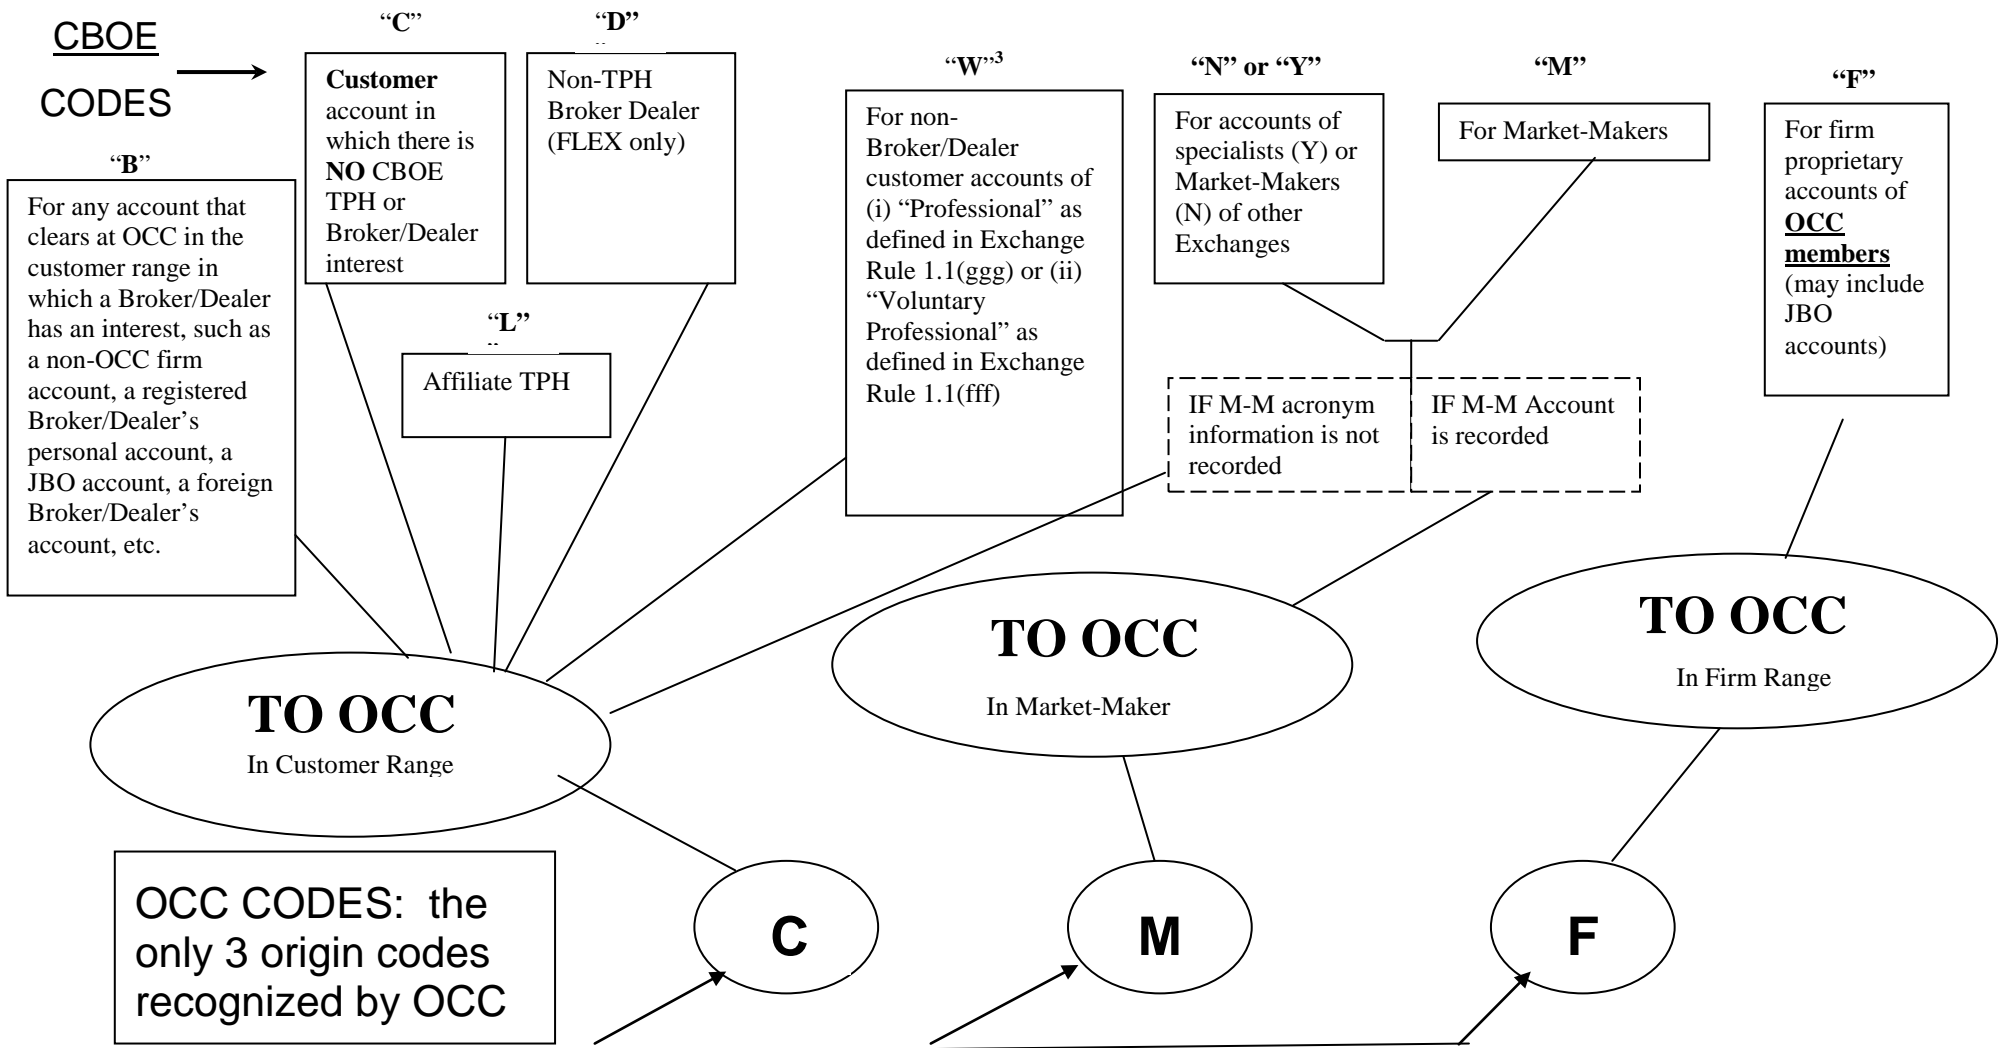 CBOE
CODES
“B”
For any account that
clears at OCC in the
customer range in
which a Broker/Dealer
has an interest, such as
a non-OCC firm
account, a registered
Broker/Dealer’s
personal account, a
JBO account, a foreign
Broker/Dealer’s
account, etc.
“C”
Customer
account in
which there is
NO CBOE
TPH or
Broker/Dealer
interest
“D”
Non-TPH
Broker Dealer
(FLEX only)
“L”
Affiliate TPH
“W”3
For non-
Broker/Dealer
customer accounts of
(i) “Professional” as
defined in Exchange
Rule 1.1(ggg) or (ii)
“Voluntary
Professional” as
defined in Exchange
Rule 1.1(fff)
“N” or “Y”
For accounts of
specialists (Y) or
Market-Makers
(N) of other
Exchanges
“M”
For Market-Makers
“F”
For firm
proprietary
accounts of
OCC
members
(may include
JBO
accounts)
IF M-M acronym
information is not
recorded
IF M-M Account
is recorded
TO OCC
In Customer Range
TO OCC
In Market-Maker
TO OCC
In Firm Range
OCC CODES:  the
only 3 origin codes
recognized by OCC
C
M
F